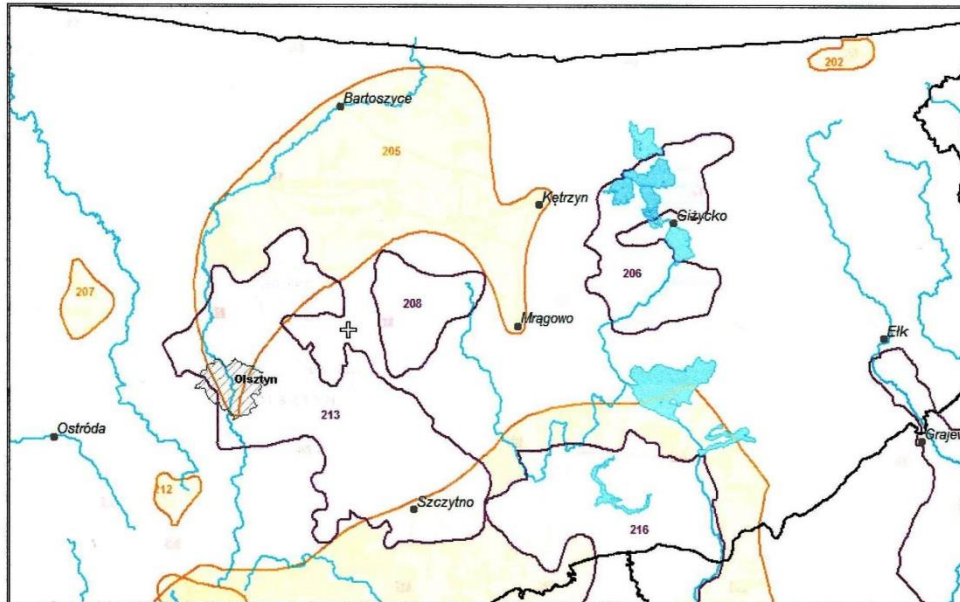 202
Bartoszyce
205
Kętrzyn
Giżycko
206
207
208
Mrągowo
Ełk
Olsztyn
213
Ostróda
Grajew
212
Szczytno
216